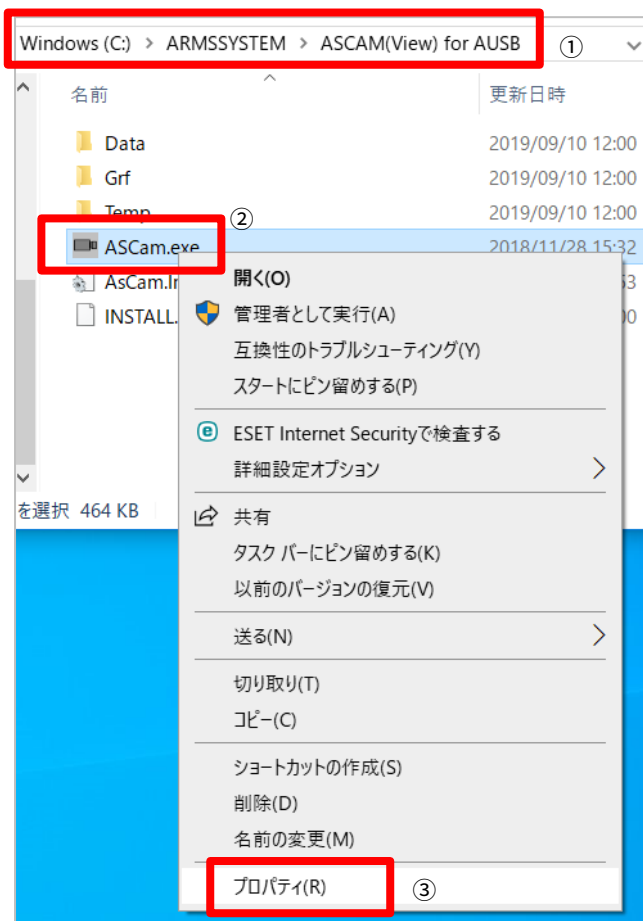 Windows (C:) > ARMSSYSTEM > ASCAM(View) for AUSB ①
名前 更新日時
Data 2019/09/10 12:00
Grf 2019/09/10 12:00
Temp 2019/09/10 12:00
②
ASCam.exe 2018/11/28 15:32
AsCam.I
INSTALL.
開く(O)
管理者として実行(A)
互換性のトラブルシューティング(Y)
スタートにピン留めする(P)
ESET Internet Securityで検査する
詳細設定オプション
を選択 464 KB
共有
タスク バーにピン留めする(K)
以前のバージョンの復元(V)
送る(N)
切り取り(T)
コピー(C)
ショートカットの作成(S)
削除(D)
名前の変更(M)
プロパティ(R) ③